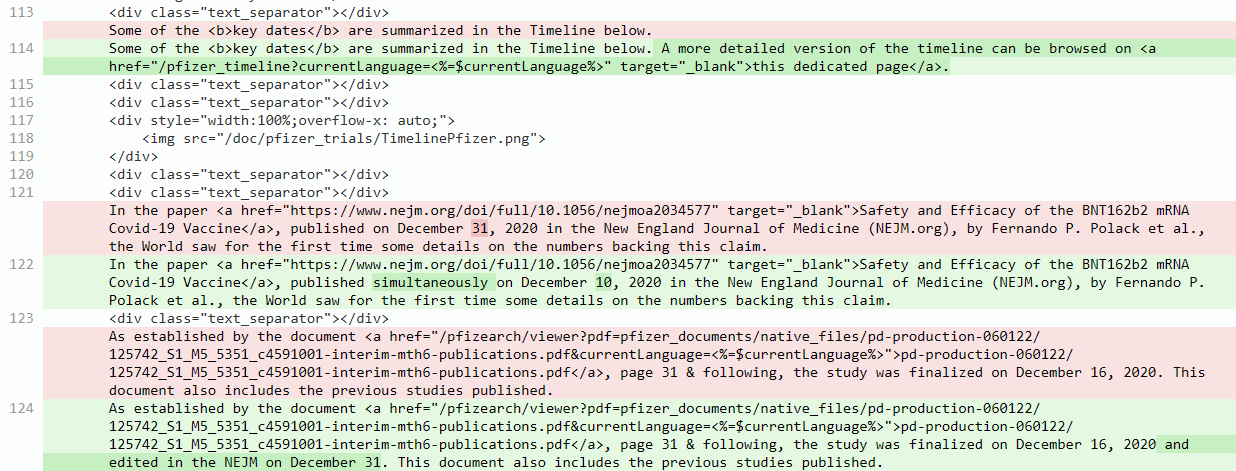 113 <div class="text_separator"></div>
Some of the <b>key dates</b> are summarized in the Timeline below.
114 Some of the <b>key dates</b> are summarized in the Timeline below. A more detailed version of the timeline can be browsed on <a
href="/pfizer_timeline?currentLanguage=<%=$currentLanguage%>" target="_blank">this dedicated page</a>.
115 <div class="text_separator"></div>
116 <div class="text_separator"></div>
117 <div style="width:100%;overflow-x: auto;">
118 <img src="/doc/pfizer_trials/TimelinePfizer.png">
119 </div>
120 <div class="text_separator"></div>
121 <div class="text_separator"></div>
In the paper <a href="https://www.nejm.org/doi/full/10.1056/nejmoa2034577" target="_blank">Safety and Efficacy of the BNT162b2 mRNA
Covid-19 Vaccine</a>, published on December 31, 2020 in the New England Journal of Medicine (NEJM.org), by Fernando P. Polack et al.,
the World saw for the first time some details on the numbers backing this claim.
122 In the paper <a href="https://www.nejm.org/doi/full/10.1056/nejmoa2034577" target="_blank">Safety and Efficacy of the BNT162b2 mRNA
Covid-19 Vaccine</a>, published simultaneously on December 10, 2020 in the New England Journal of Medicine (NEJM.org), by Fernando P.
Polack et al., the World saw for the first time some details on the numbers backing this claim.
123 <div class="text_separator"></div>
As established by the document <a href="/pfizearch/viewer?pdf=pfizer_documents/native_files/pd-production-060122/
125742_S1_M5_5351_c4591001-interim-mth6-publications.pdf&currentLanguage=<%=$currentLanguage%>">pd-production-060122/
125742_S1_M5_5351_c4591001-interim-mth6-publications.pdf</a>, page 31 & following, the study was finalized on December 16, 2020. This
document also includes the previous studies published.
124 As established by the document <a href="/pfizearch/viewer?pdf=pfizer_documents/native_files/pd-production-060122/
125742_S1_M5_5351_c4591001-interim-mth6-publications.pdf&currentLanguage=<%=$currentLanguage%>">pd-production-060122/
125742_S1_M5_5351_c4591001-interim-mth6-publications.pdf</a>, page 31 & following, the study was finalized on December 16, 2020 and
edited in the NEJM on December 31. This document also includes the previous studies published.